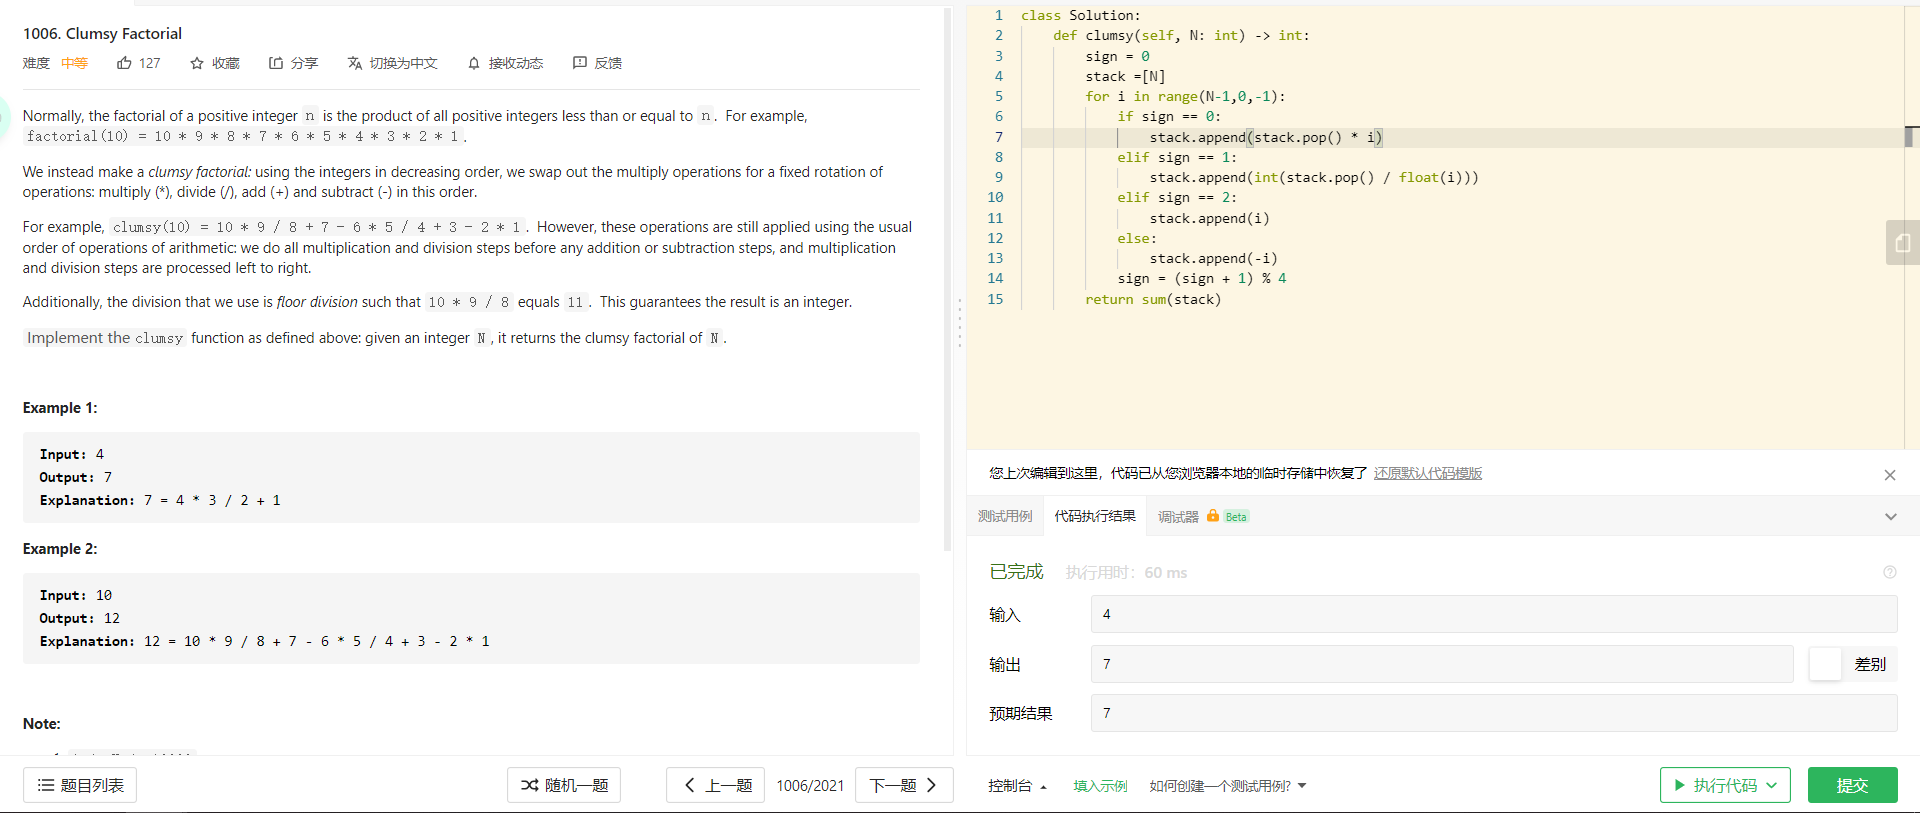 1006. Clumsy Factorial
难度 中等 127 收藏 分享 切换为中文 接收动态 反馈
Normally, the factorial of a positive integer n is the product of all positive integers less than or equal to n. For example,
factorial(10) = 10 * 9 * 8 * 7 * 6 * 5 * 4 * 3 * 2 * 1.
We instead make a clumsy factorial: using the integers in decreasing order, we swap out the multiply operations for a fixed rotation of
operations: multiply (*), divide (/), add (+) and subtract (-) in this order.
For example, clumsy(10) = 10 * 9 / 8 + 7 - 6 * 5 / 4 + 3 - 2 * 1. However, these operations are still applied using the usual
order of operations of arithmetic: we do all multiplication and division steps before any addition or subtraction steps, and multiplication
and division steps are processed left to right.
Additionally, the division that we use is floor division such that 10 * 9 / 8 equals 11. This guarantees the result is an integer.
Implement the clumsy function as defined above: given an integer N, it returns the clumsy factorial of N.
Example 1:
Input: 4
Output: 7
Explanation: 7 = 4 * 3 / 2 + 1
Example 2:
Input: 10
Output: 12
Explanation: 12 = 10 * 9 / 8 + 7 - 6 * 5 / 4 + 3 - 2 * 1
Note:
题目列表 随机一题 上一题 1006/2021 下一题
1 class Solution:
2 def clumsy(self, N: int) -> int:
3 sign = 0
4 stack =[N]
5 for i in range(N-1,0,-1):
6 if sign == 0:
7 stack.append(stack.pop() * i)
8 elif sign == 1:
9 stack.append(int(stack.pop() / float(i)))
10 elif sign == 2:
11 stack.append(i)
12 else:
13 stack.append(-i)
14 sign = (sign + 1) % 4
15 return sum(stack)
您上次编辑到这里，代码已从您浏览器本地的临时存储中恢复了 还原默认代码模版
测试用例 代码执行结果 调试器 Beta
已完成 执行用时：60 ms
输入 4
输出 7 差别
预期结果 7
控制台 填入示例 如何创建一个测试用例? 执行代码 提交